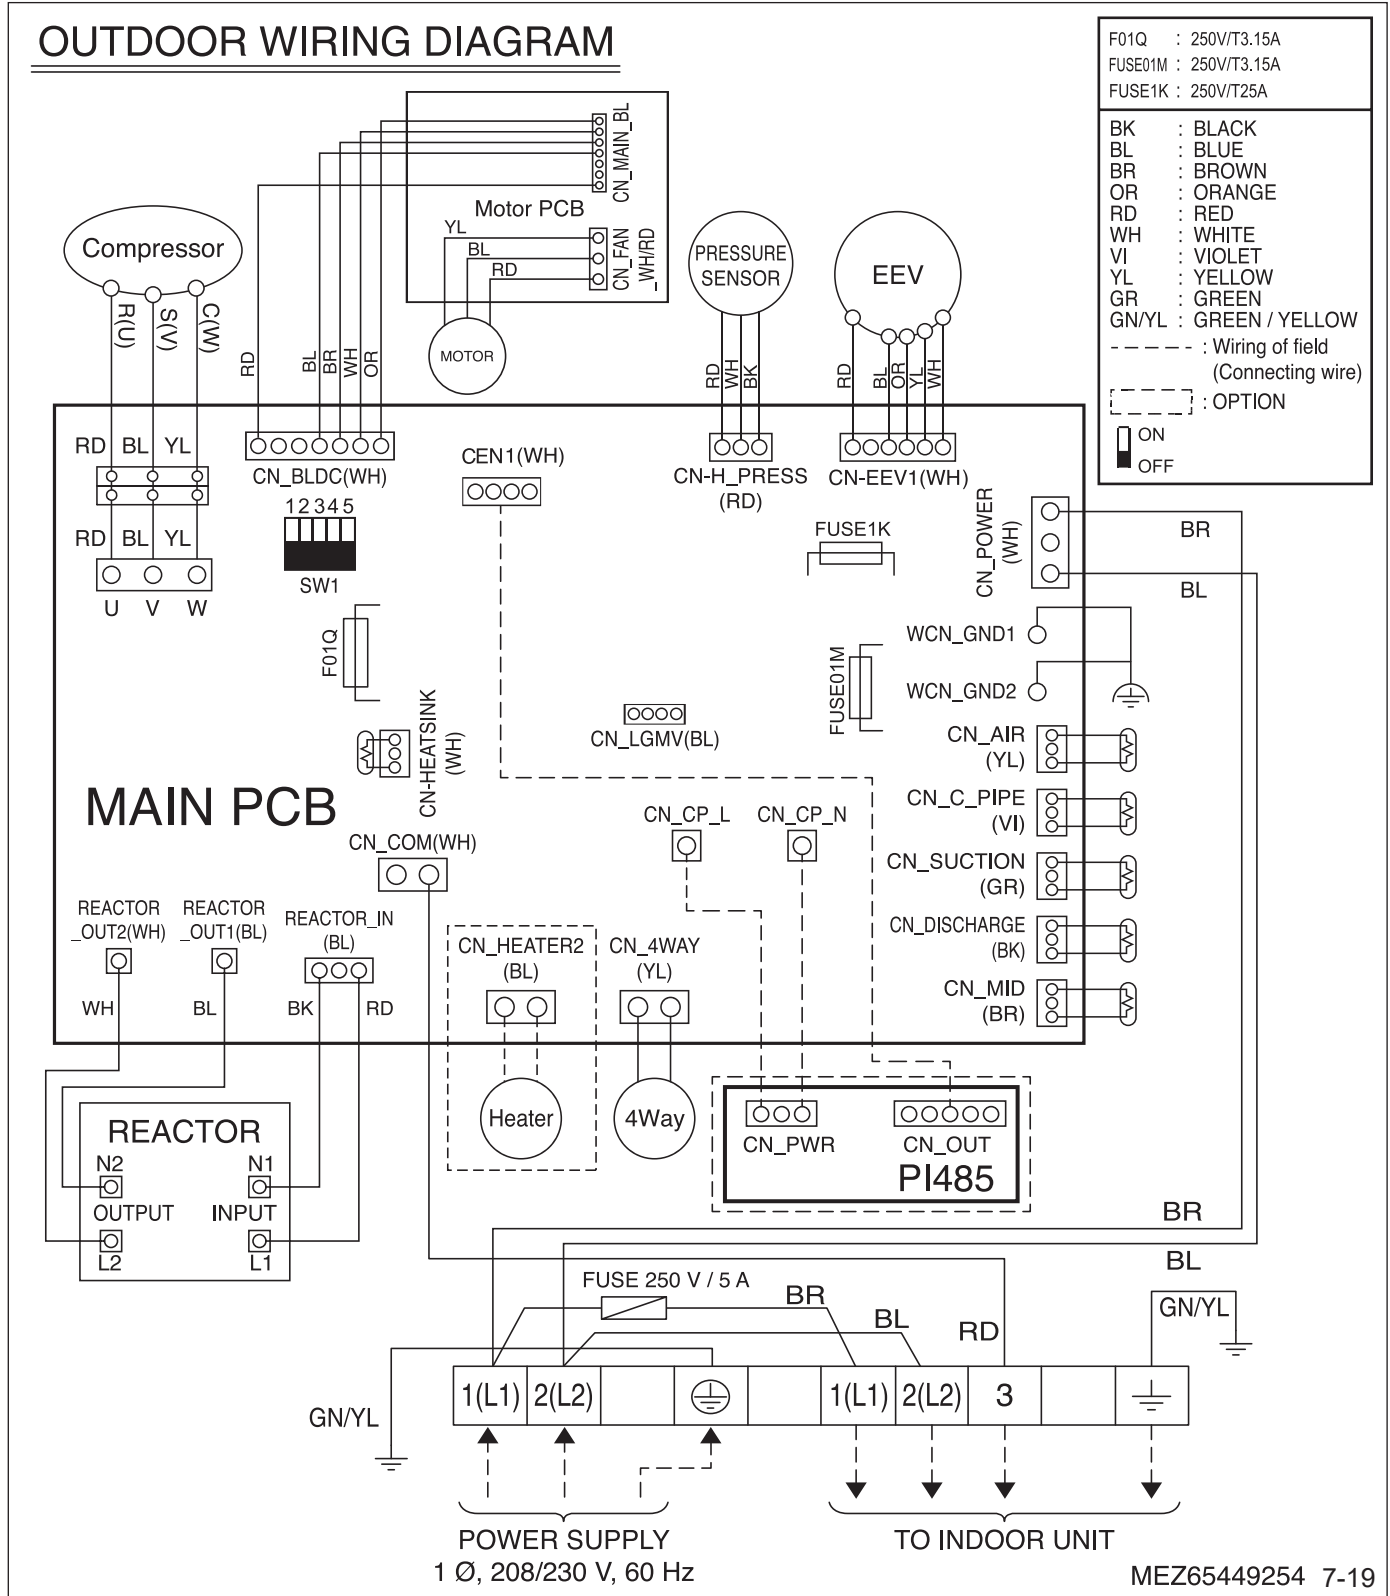 OUTDOOR WIRING DIAGRAM
F01Q : 250V/T3.15A
FUSE01M : 250V/T3.15A
FUSE1K : 250V/T25A
BK : BLACK
BL : BLUE
BR : BROWN
OR : ORANGE
RD : RED
WH : WHITE
VI : VIOLET
YL : YELLOW
GR : GREEN
GN/YL : GREEN / YELLOW
: Wiring of field
(Connecting wire)
: OPTION
ON
OFF
CN_MAIN_BL
Motor PCB
CN_FAN
_WH/RD
YL
BL
RD
MOTOR
Compressor
R(U)
S(V)
C(W)
RD
BL
BR
WH
OR
PRESSURE
SENSOR
RD
WH
BK
EEV
RD
BL
OR
YL
WH
RD BL YL
RD BL YL
U V W
CN_BLDC(WH)
12345
SW1
CEN1(WH)
CN-H_PRESS
(RD)
CN-EEV1(WH)
FUSE1K
CN_POWER
(WH)
BR
BL
F01Q
FUSE01M
WCN_GND1
WCN_GND2
CN-HEATSINK
(WH)
CN_LGMV(BL)
CN_AIR
(YL)
CN_C_PIPE
(VI)
CN_SUCTION
(GR)
CN_DISCHARGE
(BK)
CN_MID
(BR)
MAIN PCB
CN_COM(WH)
CN_CP_L
CN_CP_N
REACTOR
_OUT2(WH)
REACTOR
_OUT1(BL)
REACTOR_IN
(BL)
WH
BL
BK
RD
CN_HEATER2
(BL)
CN_4WAY
(YL)
Heater
4Way
CN_PWR
CN_OUT
PI485
REACTOR
N2
N1
OUTPUT
INPUT
L2
L1
BR
BL
FUSE 250 V / 5 A
BR
BL
RD
GN/YL
GN/YL
1(L1) 2(L2) 1(L1) 2(L2) 3
POWER SUPPLY
1 Ø, 208/230 V, 60 Hz
TO INDOOR UNIT
MEZ65449254 7-19